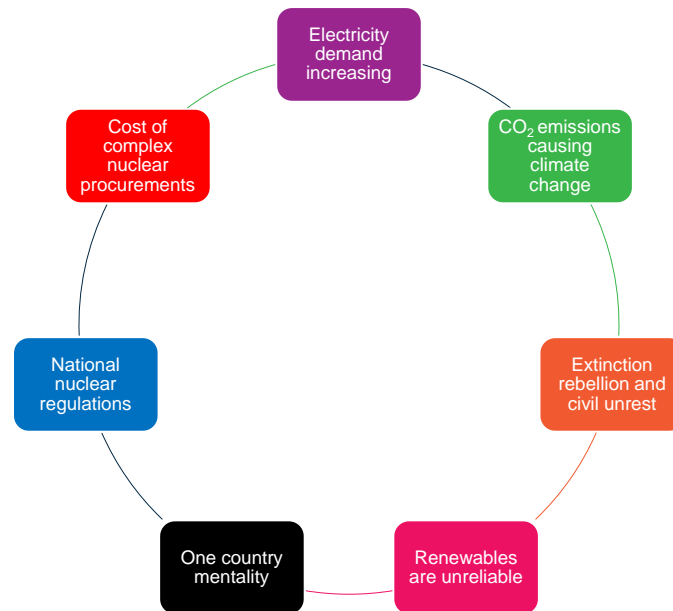 Electricity
demand
increasing
CO₂ emissions
causing
climate
change
Extinction
rebellion and
civil unrest
Renewables
are unreliable
One country
mentality
National
nuclear
regulations
Cost of
complex
nuclear
procurements